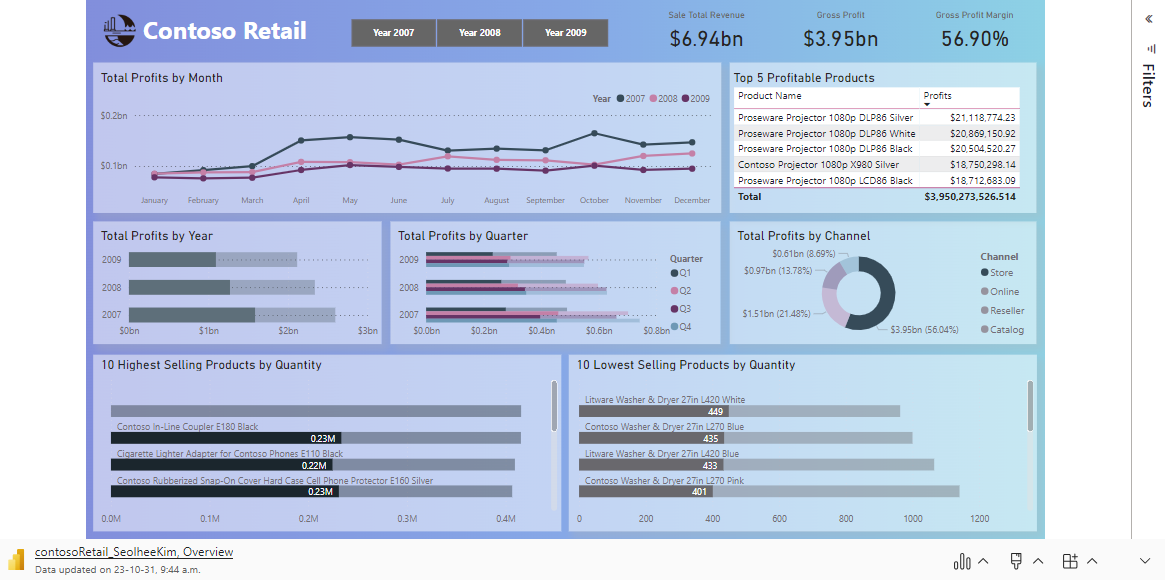 Contoso Retail
Year 2007
Year 2008
Year 2009
Sale Total Revenue
$6.94bn
Gross Profit
$3.95bn
Gross Profit Margin
56.90%
Filters
Total Profits by Month
Year 2007 2008 2009
$0.2bn
$0.1bn
January February March April May June July August September October November December
Top 5 Profitable Products
Product Name Profits
Proseware Projector 1080p DLP86 Silver $21,118,774.23
Proseware Projector 1080p DLP86 White $20,869,150.92
Proseware Projector 1080p DLP86 Black $20,504,520.27
Contoso Projector 1080p X980 Silver $18,750,298.14
Proseware Projector 1080p LCD86 Black $18,712,683.09
Total $3,950,273,526.514
Total Profits by Year
2009
2008
2007
$0bn $1bn $2bn $3bn
Total Profits by Quarter
2009
2008
2007
$0.0bn $0.2bn $0.4bn $0.6bn $0.8bn
Quarter
Q1
Q2
Q3
Q4
Total Profits by Channel
$0.61bn (8.69%)
$0.97bn (13.78%)
$1.51bn (21.48%)
$3.95bn (56.04%)
Channel
Store
Online
Reseller
Catalog
10 Highest Selling Products by Quantity
Contoso In-Line Coupler E180 Black
0.23M
Cigarette Lighter Adapter for Contoso Phones E110 Black
0.22M
Contoso Rubberized Snap-On Cover Hard Case Cell Phone Protector E160 Silver
0.23M
0.0M 0.1M 0.2M 0.3M 0.4M
10 Lowest Selling Products by Quantity
Litware Washer & Dryer 27in L420 White
449
Contoso Washer & Dryer 27in L270 Blue
435
Litware Washer & Dryer 27in L420 Blue
433
Contoso Washer & Dryer 27in L270 Pink
401
0 200 400 600 800 1000 1200
contosoRetail_SeolheeKim, Overview
Data updated on 23-10-31, 9:44 a.m.